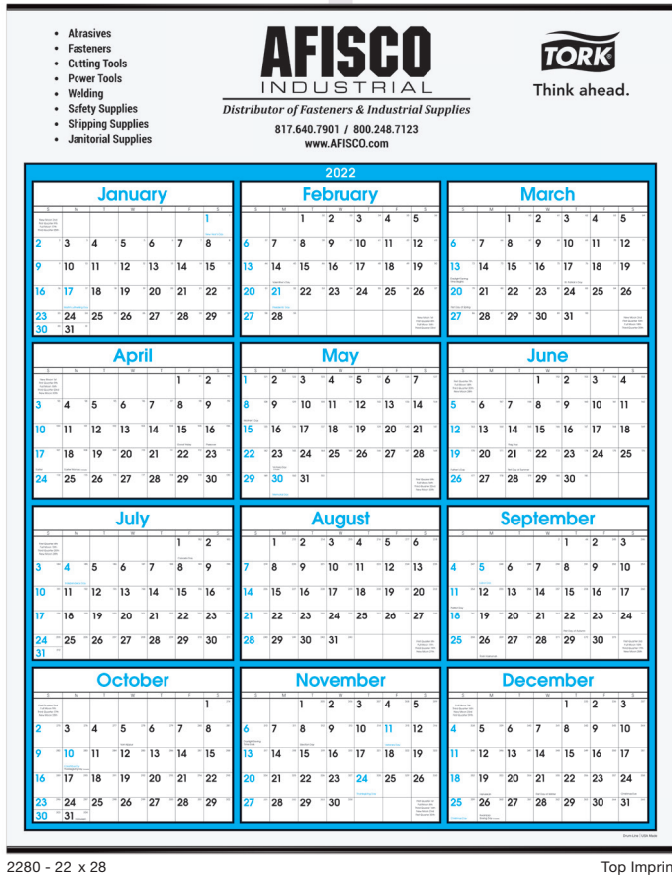 • Abrasives
• Fasteners
• Cutting Tools
• Power Tools
• Welding
• Safety Supplies
• Shipping Supplies
• Janitorial Supplies
AFISCO
INDUSTRIAL
Distributor of Fasteners & Industrial Supplies
817.640.7901 / 800.248.7123
www.AFISCO.com
TORK
Think ahead.
2022
January
S M T W T F S
1
2 3 4 5 6 7 8
9 10 11 12 13 14 15
16 17 18 19 20 21 22
23 24 25 26 27 28 29
30 31
February
S M T W T F S
1 2 3 4 5
6 7 8 9 10 11 12
13 14 15 16 17 18 19
20 21 22 23 24 25 26
27 28
March
S M T W T F S
1 2 3 4 5
6 7 8 9 10 11 12
13 14 15 16 17 18 19
20 21 22 23 24 25 26
27 28 29 30 31
April
S M T W T F S
1 2
3 4 5 6 7 8 9
10 11 12 13 14 15 16
17 18 19 20 21 22 23
24 25 26 27 28 29 30
May
S M T W T F S
1 2 3 4 5 6 7
8 9 10 11 12 13 14
15 16 17 18 19 20 21
22 23 24 25 26 27 28
29 30 31
June
S M T W T F S
1 2 3 4
5 6 7 8 9 10 11
12 13 14 15 16 17 18
19 20 21 22 23 24 25
26 27 28 29 30
July
S M T W T F S
1 2
3 4 5 6 7 8 9
10 11 12 13 14 15 16
17 18 19 20 21 22 23
24 25 26 27 28 29 30
31
August
S M T W T F S
1 2 3 4 5 6
7 8 9 10 11 12 13
14 15 16 17 18 19 20
21 22 23 24 25 26 27
28 29 30 31
September
S M T W T F S
1 2 3
4 5 6 7 8 9 10
11 12 13 14 15 16 17
18 19 20 21 22 23 24
25 26 27 28 29 30
October
S M T W T F S
1
2 3 4 5 6 7 8
9 10 11 12 13 14 15
16 17 18 19 20 21 22
23 24 25 26 27 28 29
30 31
November
S M T W T F S
1 2 3 4 5
6 7 8 9 10 11 12
13 14 15 16 17 18 19
20 21 22 23 24 25 26
27 28 29 30
December
S M T W T F S
1 2 3
4 5 6 7 8 9 10
11 12 13 14 15 16 17
18 19 20 21 22 23 24
25 26 27 28 29 30 31
2280 - 22 x 28
Top Imprin